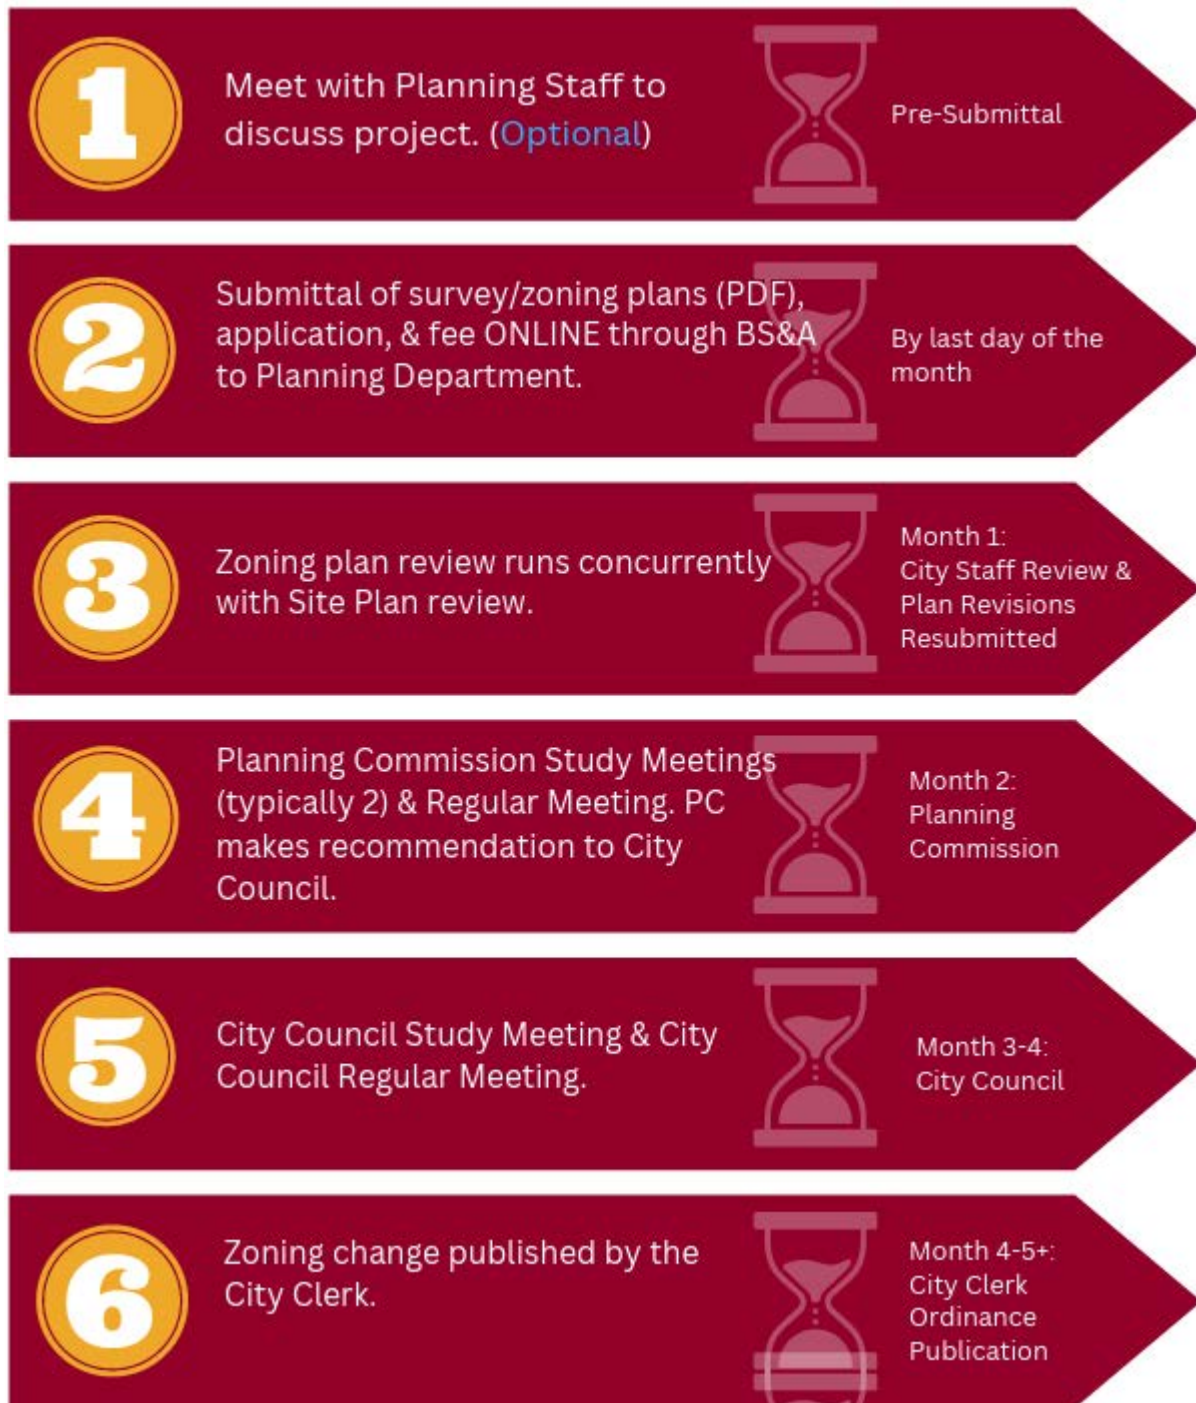 1
Meet with Planning Staff to
discuss project. (Optional)
Pre-Submittal
2
Submittal of survey/zoning plans (PDF),
application, & fee ONLINE through BS&A
to Planning Department.
By last day of the
month
3
Zoning plan review runs concurrently
with Site Plan review.
Month 1:
City Staff Review &
Plan Revisions
Resubmitted
4
Planning Commission Study Meetings
(typically 2) & Regular Meeting. PC
makes recommendation to City
Council.
Month 2:
Planning
Commission
5
City Council Study Meeting & City
Council Regular Meeting.
Month 3-4:
City Council
6
Zoning change published by the
City Clerk.
Month 4-5+:
City Clerk
Ordinance
Publication